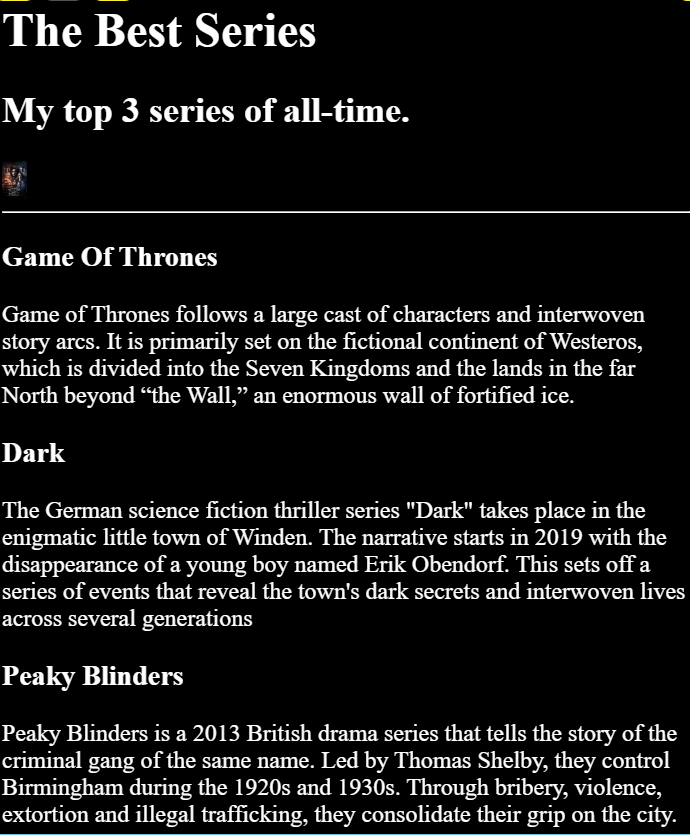 The Best Series
My top 3 series of all-time.
Game Of Thrones
Game of Thrones follows a large cast of characters and interwoven
story arcs. It is primarily set on the fictional continent of Westeros,
which is divided into the Seven Kingdoms and the lands in the far
North beyond “the Wall,” an enormous wall of fortified ice.
Dark
The German science fiction thriller series "Dark" takes place in the
enigmatic little town of Winden. The narrative starts in 2019 with the
disappearance of a young boy named Erik Obendorf. This sets off a
series of events that reveal the town's dark secrets and interwoven lives
across several generations
Peaky Blinders
Peaky Blinders is a 2013 British drama series that tells the story of the
criminal gang of the same name. Led by Thomas Shelby, they control
Birmingham during the 1920s and 1930s. Through bribery, violence,
extortion and illegal trafficking, they consolidate their grip on the city.